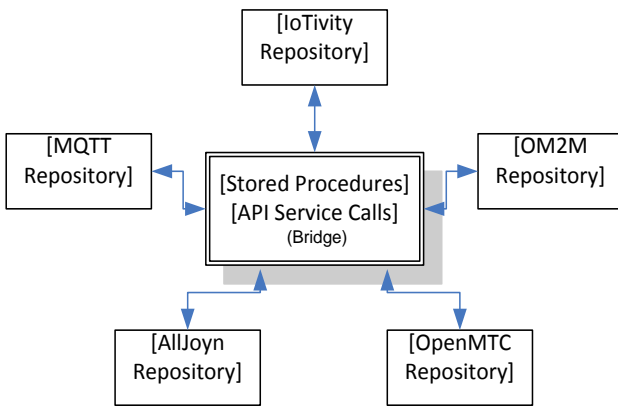 [IoTivity
Repository]
[MQTT
Repository]
[OM2M
Repository]
[Stored Procedures]
[API Service Calls]
(Bridge)
[AllJoyn
Repository]
[OpenMTC
Repository]